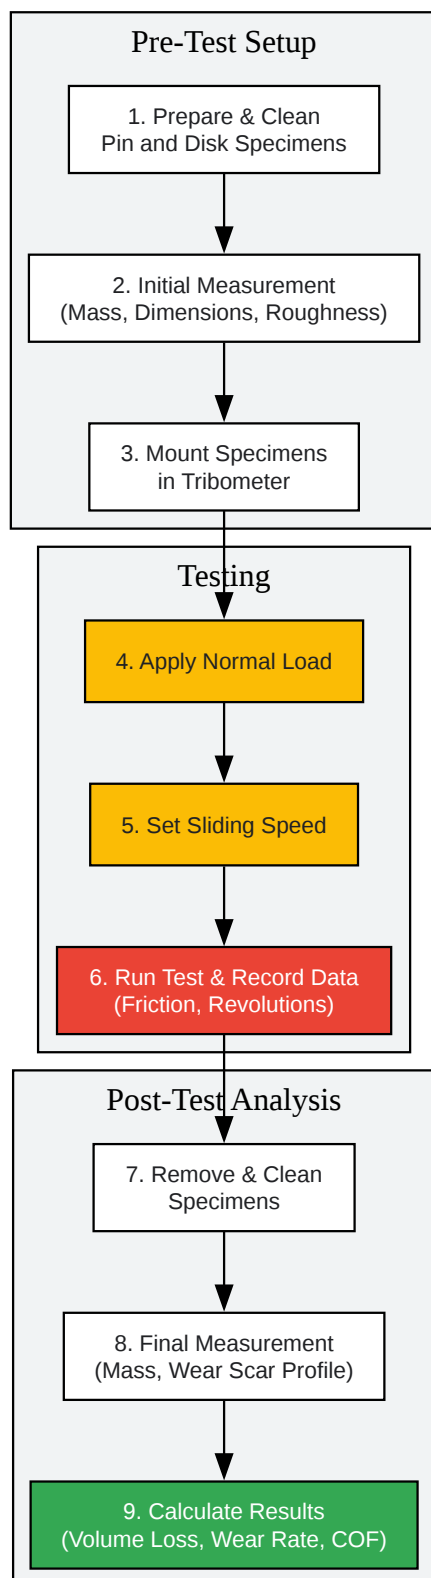 Pre-Test Setup
1. Prepare & Clean
Pin and Disk Specimens
2. Initial Measurement
(Mass, Dimensions, Roughness)
3. Mount Specimens
in Tribometer
Testing
4. Apply Normal Load
5. Set Sliding Speed
6. Run Test & Record Data
(Friction, Revolutions)
Post-Test Analysis
7. Remove & Clean
Specimens
8. Final Measurement
(Mass, Wear Scar Profile)
9. Calculate Results
(Volume Loss, Wear Rate, COF)